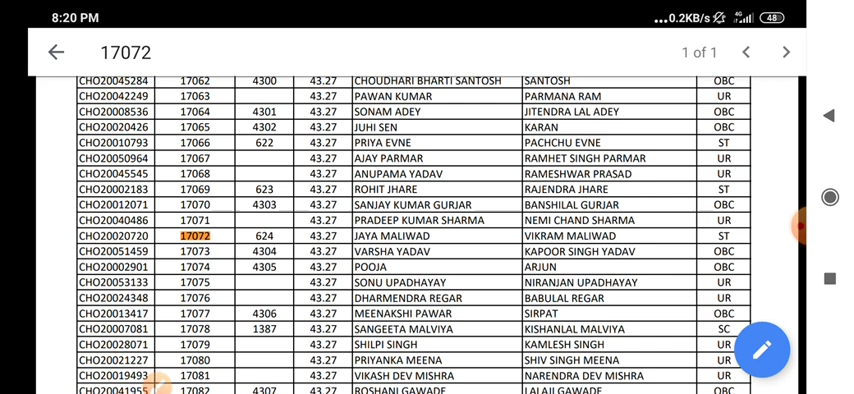 8:20 PM ...0.2KB/s 4G 48
17072 1 of 1
CHO20045284 17062 4300 43.27 CHOUDHARI BHARTI SANTOSH SANTOSH OBC
CHO20042249 17063 43.27 PAWAN KUMAR PARMANA RAM UR
CHO20008536 17064 4301 43.27 SONAM ADEY JITENDRA LAL ADEY OBC
CHO20020426 17065 4302 43.27 JUHI SEN KARAN OBC
CHO20010793 17066 622 43.27 PRIYA EVNE PACHCHU EVNE ST
CHO20050964 17067 43.27 AJAY PARMAR RAMHET SINGH PARMAR UR
CHO20045545 17068 43.27 ANUPAMA YADAV RAMESHWAR PRASAD UR
CHO20002183 17069 623 43.27 ROHIT JHARE RAJENDRA JHARE ST
CHO20012071 17070 4303 43.27 SANJAY KUMAR GURJAR BANSHILAL GURJAR OBC
CHO20040486 17071 43.27 PRADEEP KUMAR SHARMA NEMI CHAND SHARMA UR
CHO20020720 17072 624 43.27 JAYA MALIWAD VIKRAM MALIWAD ST
CHO20051459 17073 4304 43.27 VARSHA YADAV KAPOOR SINGH YADAV OBC
CHO20002901 17074 4305 43.27 POOJA ARJUN OBC
CHO20053133 17075 43.27 SONU UPADHAYAY NIRANJAN UPADHAYAY UR
CHO20024348 17076 43.27 DHARMENDRA REGAR BABULAL REGAR UR
CHO20013417 17077 4306 43.27 MEENAKSHI PAWAR SIRPAT OBC
CHO20007081 17078 1387 43.27 SANGEETA MALVIYA KISHANLAL MALVIYA SC
CHO20028071 17079 43.27 SHILPI SINGH KAMLESH SINGH UR
CHO20021227 17080 43.27 PRIYANKA MEENA SHIV SINGH MEENA UR
CHO20019493 17081 43.27 VIKASH DEV MISHRA NARENDRA DEV MISHRA UR
CHO20041955 17082 4307 43.27 ROSHANI GAWADE LALAJI GAWADE OBC